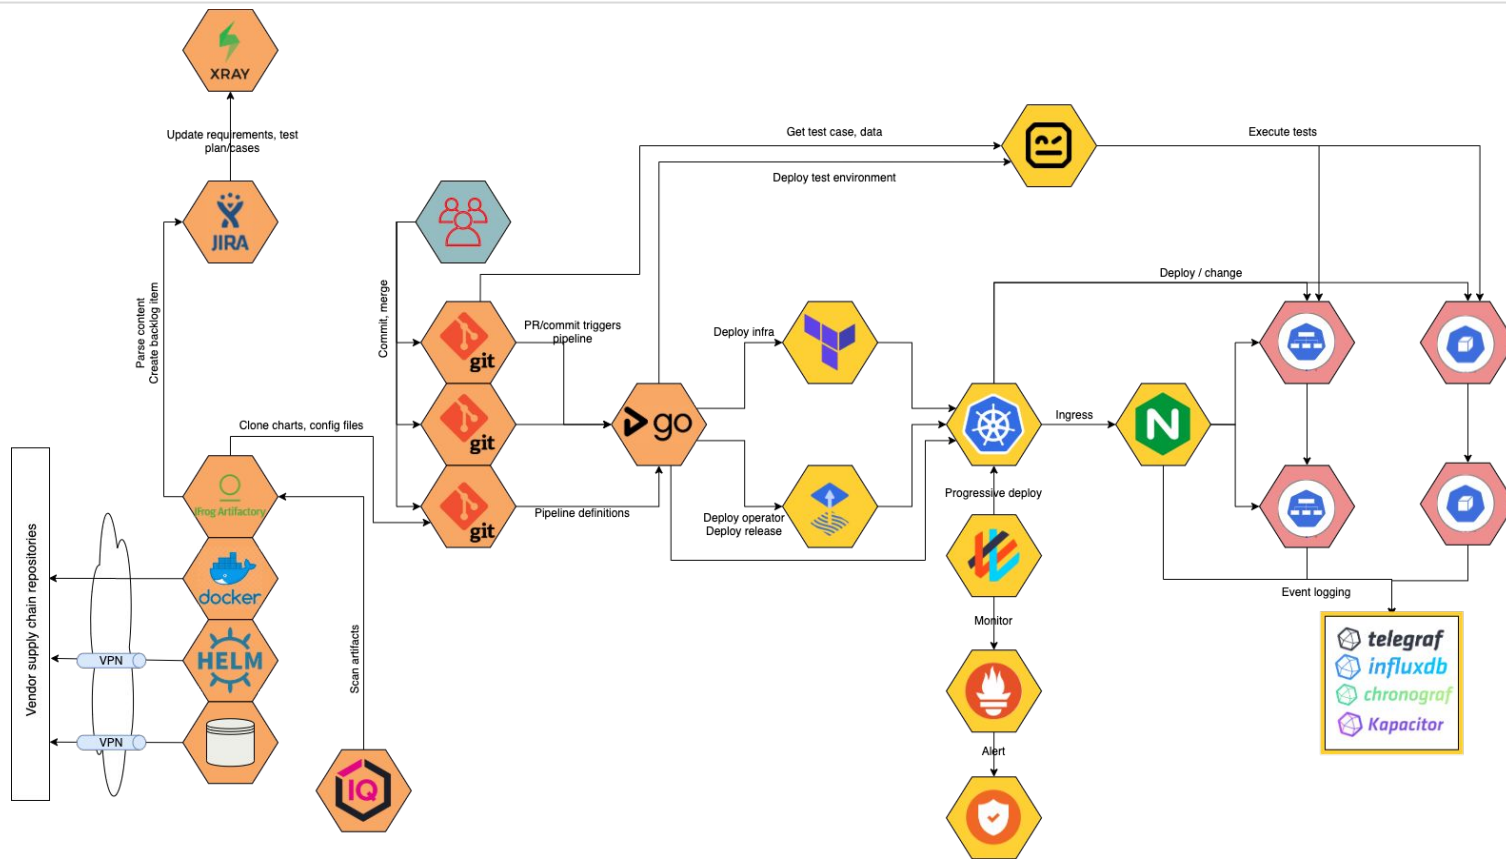 XRAY
Update requirements, test
plan/cases
JIRA
Parse content
Create backlog item
Commit, merge
Get test case, data
Deploy test environment
Execute tests
Deploy / change
git
PR/commit triggers
pipeline
Deploy infra
git
go
Ingress
N
Clone charts, config files
JFrog Artifactory
git
Pipeline definitions
Deploy operator
Deploy release
Progressive deploy
Vendor supply chain repositories
docker
VPN
HELM
VPN
Scan artifacts
IQ
Monitor
Alert
Event logging
telegraf
influxdb
chronograf
Kapacitor